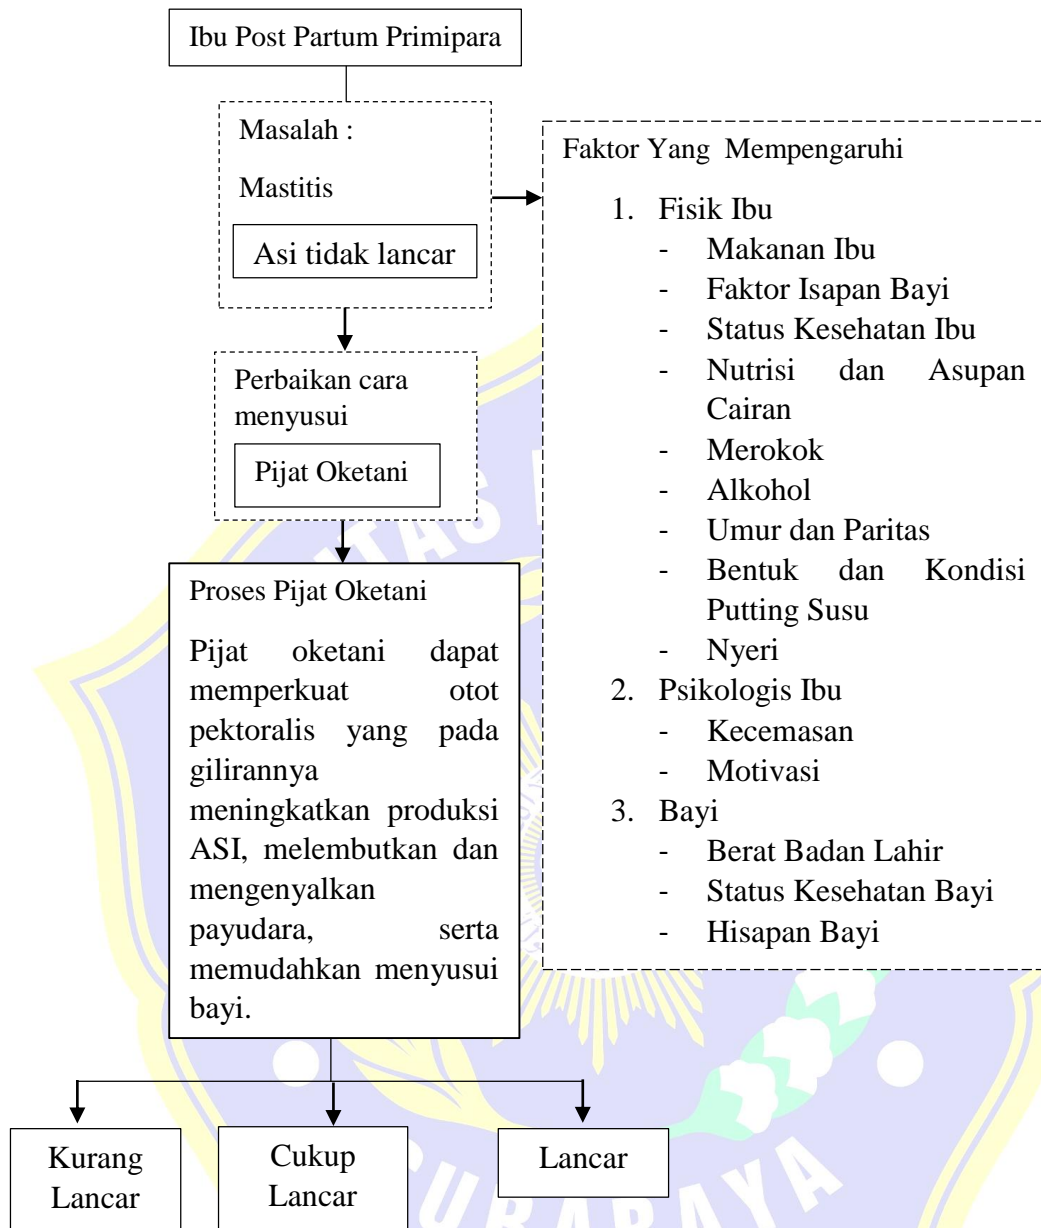 Ibu Post Partum Primipara
Masalah :
Mastitis
Asi tidak lancar
Faktor Yang Mempengaruhi
1. Fisik Ibu
- Makanan Ibu
- Faktor Isapan Bayi
- Status Kesehatan Ibu
- Nutrisi dan Asupan
Cairan
- Merokok
- Alkohol
- Umur dan Paritas
- Bentuk dan Kondisi
Putting Susu
- Nyeri
2. Psikologis Ibu
- Kecemasan
- Motivasi
3. Bayi
- Berat Badan Lahir
- Status Kesehatan Bayi
- Hisapan Bayi
Perbaikan cara
menyusui
Pijat Oketani
Proses Pijat Oketani
Pijat oketani dapat
memperkuat otot
pektoralis yang pada
gilirannya
meningkatkan produksi
ASI, melembutkan dan
mengenyalkan
payudara, serta
memudahkan menyusui
bayi.
Kurang
Lancar
Cukup
Lancar
Lancar
SURABAYA